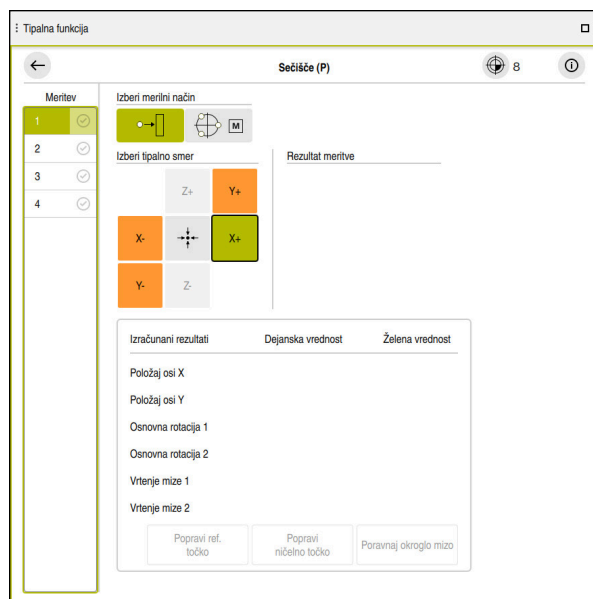 Tipalna funkcija
Sečišče (P)
8
Meritev
1
2
3
4
Izberi merilni način
M
Izberi tipalno smer
Z+
Y+
X-
X+
Y-
Z-
Rezultat meritve
Izračunani rezultati Dejanska vrednost Želena vrednost
Položaj osi X
Položaj osi Y
Osnovna rotacija 1
Osnovna rotacija 2
Vrtenje mize 1
Vrtenje mize 2
Popravi ref.
točko
Popravi
ničelno točko
Poravnaj okroglo mizo